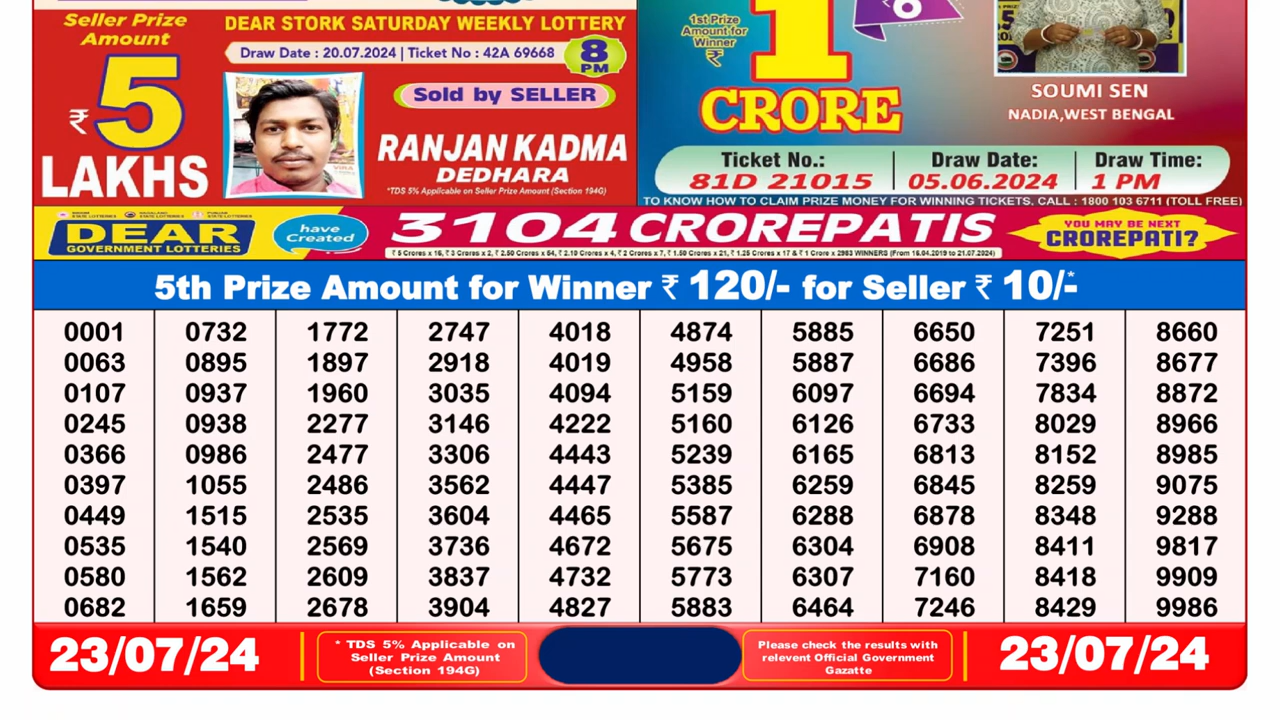 Seller Prize
Amount
₹ 5
LAKHS
DEAR STORK SATURDAY WEEKLY LOTTERY
Draw Date : 20.07.2024 | Ticket No : 42A 69668
8
PM
Sold by SELLER
RANJAN KADMA
DEDHARA
*TDS 5% Applicable on Seller Prize Amount (Section 194G)
1st Prize
Amount for
Winner
₹
1
CRORE
SOUMI SEN
NADIA,WEST BENGAL
Ticket No.: Draw Date: Draw Time:
81D 21015 05.06.2024 1 PM
TO KNOW HOW TO CLAIM PRIZE MONEY FOR WINNING TICKETS, CALL : 1800 103 6711 (TOLL FREE)
DEAR
GOVERNMENT LOTTERIES
have
Created
3104 CROREPATIS
YOU MAY BE NEXT
CROREPATI?
5th Prize Amount for Winner ₹ 120/- for Seller ₹ 10/-*
0001 0732 1772 2747 4018 4874 5885 6650 7251 8660
0063 0895 1897 2918 4019 4958 5887 6686 7396 8677
0107 0937 1960 3035 4094 5159 6097 6694 7834 8872
0245 0938 2277 3146 4222 5160 6126 6733 8029 8966
0366 0986 2477 3306 4443 5239 6165 6813 8152 8985
0397 1055 2486 3562 4447 5385 6259 6845 8259 9075
0449 1515 2535 3604 4465 5587 6288 6878 8348 9288
0535 1540 2569 3736 4672 5675 6304 6908 8411 9817
0580 1562 2609 3837 4732 5773 6307 7160 8418 9909
0682 1659 2678 3904 4827 5883 6464 7246 8429 9986
23/07/24
* TDS 5% Applicable on
Seller Prize Amount
(Section 194G)
Please check the results with
relevent Official Government
Gazatte
23/07/24